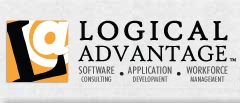 L@ LOGICAL
ADVANTAGE™
SOFTWARE • APPLICATION • WORKFORCE
CONSULTING DEVELOPMENT MANAGEMENT